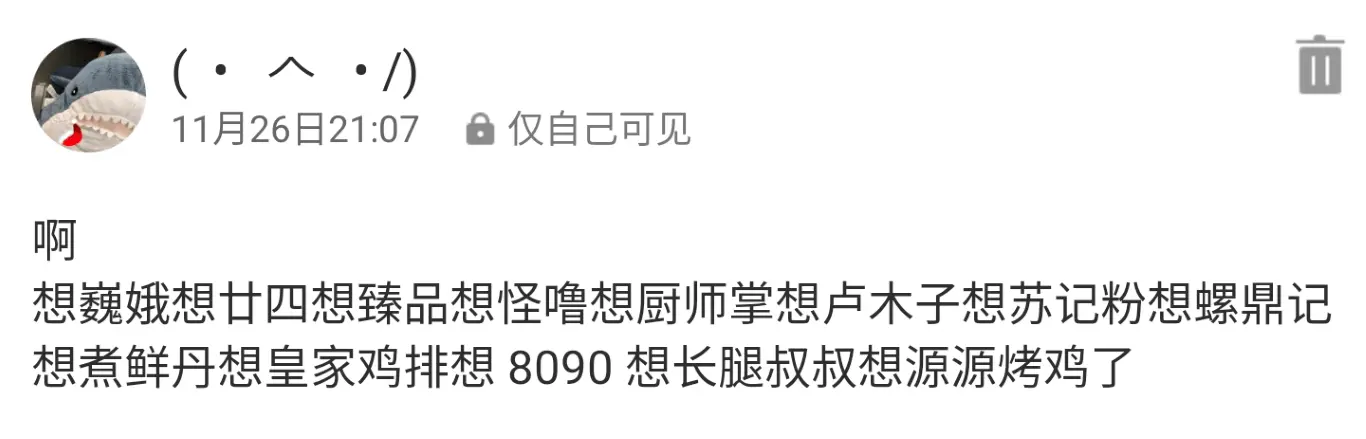 (・ へ ・/)
11月26日21:07 仅自己可见
啊
想巍娥想廿四想臻品想怪噜想厨师掌想卢木子想苏记粉想螺鼎记
想煮鲜丹想皇家鸡排想 8090 想长腿叔叔想源源烤鸡了